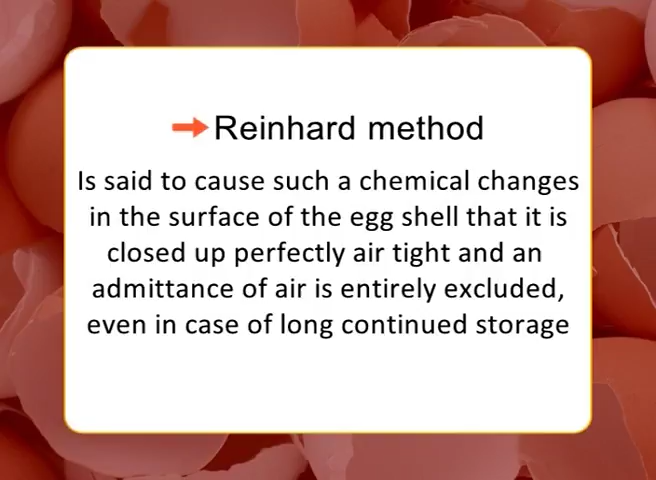 Reinhard method
Is said to cause such a chemical changes
in the surface of the egg shell that it is
closed up perfectly air tight and an
admittance of air is entirely excluded,
even in case of long continued storage